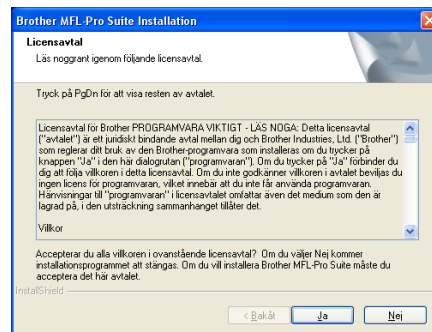 Brother MFL-Pro Suite Installation
Licensavtal
Läs noggrant igenom följande licensavtal.
Tryck på PgDn för att visa resten av avtalet.
Licensavtal för Brother PROGRAMVARA VIKTIGT - LÄS NOGA: Detta licensavtal
("avtalet") är ett juridiskt bindande avtal mellan dig och Brother Industries, Ltd. ("Brother")
som reglerar ditt bruk av den Brother-programvara som installeras om du trycker på
knappen "Ja" i den här dialogrutan ("programvaran"). Om du trycker på "Ja" förbinder du
dig att följa villkoren i detta licensavtal. Om du inte godkänner villkoren i avtalet beviljas du
ingen licens för programvaran, vilket innebär att du inte får använda programvaran.
Hänvisningar till "programvaran" i licensavtalet omfattar även det medium som den är
lagrad på, i den utsträckning sammanhanget tillåter det.
Villkor
Accepterar du alla villkoren i ovanstående licensavtal? Om du väljer Nej kommer
installationsprogrammet att stängas. Om du vill installera Brother MFL-Pro Suite måste du
acceptera det här avtalet.
InstallShield
< Bakåt
Ja
Nej